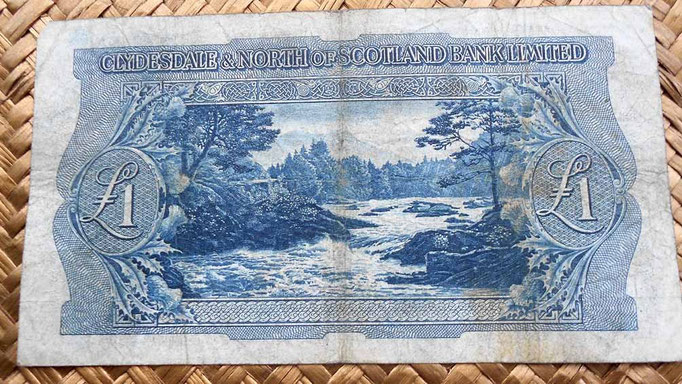 CLYDESDALE & NORTH OF SCOTLAND BANK LIMITED
£1 £1